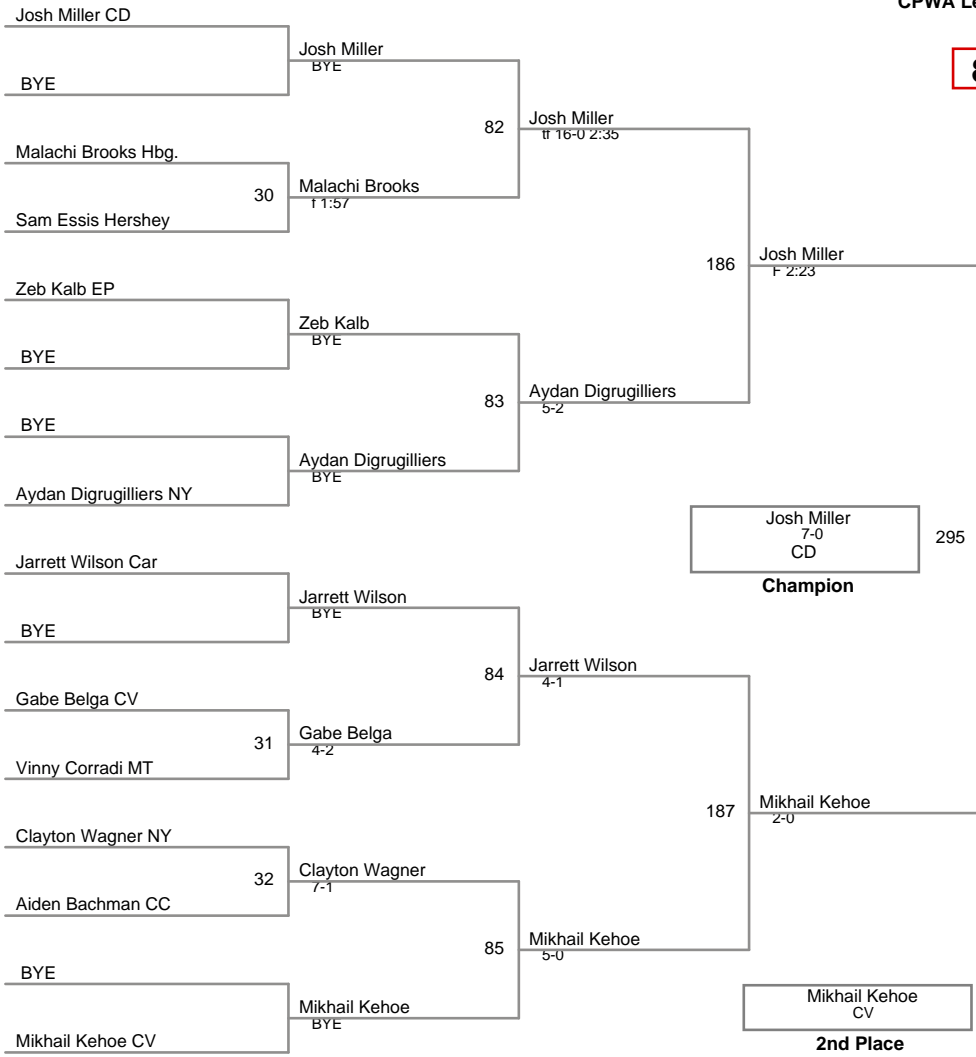 CPWA Le
Josh Miller CD
Josh Miller
BYE
BYE
82
Josh Miller
tf 16-0 2:35
Malachi Brooks Hbg.
30
Malachi Brooks
f 1:57
Sam Essis Hershey
186
Josh Miller
F 2:23
Zeb Kalb EP
Zeb Kalb
BYE
BYE
83
Aydan Digrugilliers
5-2
BYE
Aydan Digrugilliers
BYE
Aydan Digrugilliers NY
Josh Miller
7-0
CD
295
Champion
Jarrett Wilson Car
Jarrett Wilson
BYE
BYE
84
Jarrett Wilson
4-1
Gabe Belga CV
31
Gabe Belga
4-2
Vinny Corradi MT
187
Mikhail Kehoe
2-0
Clayton Wagner NY
32
Clayton Wagner
7-1
Aiden Bachman CC
85
Mikhail Kehoe
5-0
BYE
Mikhail Kehoe
BYE
Mikhail Kehoe CV
Mikhail Kehoe
CV
2nd Place